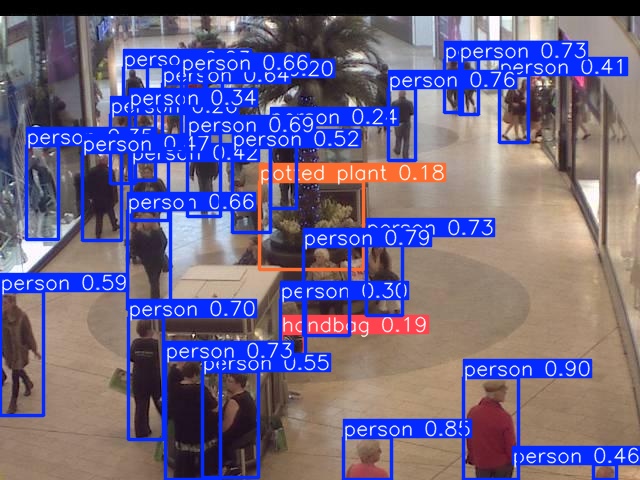 person 0.73
person 0.66
person 0.41
person 0.64
person 0.76
person 0.34
person 0.24
person 0.69
person 0.52
person 0.42
potted plant 0.18
person 0.66
person 0.73
person 0.79
person 0.59
person 0.30
person 0.70
handbag 0.19
person 0.73
person 0.55
person 0.90
person 0.85
person 0.46